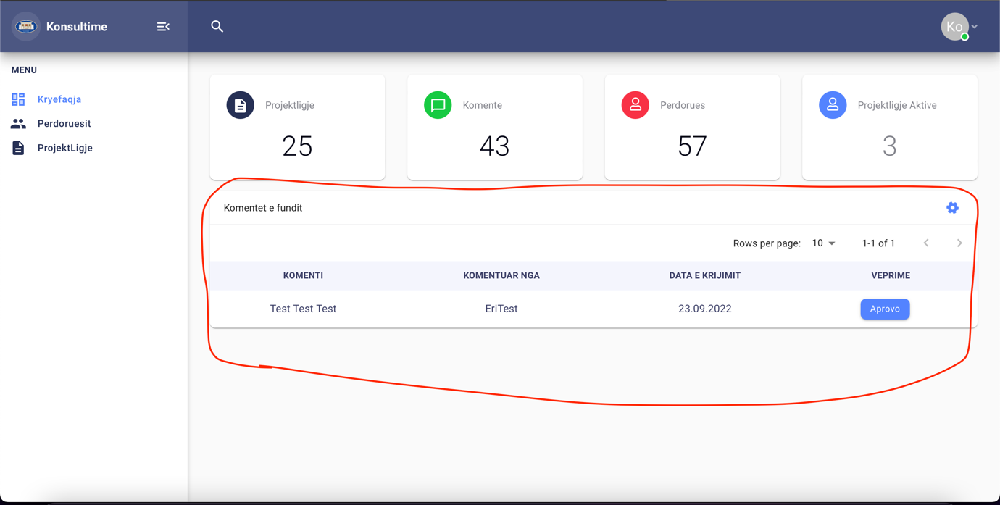 Konsultime
Ko
MENU
Kryefaqja
Perdoruesit
ProjektLigje
Projektligje
25
Komente
43
Perdorues
57
Projektligje Aktive
3
Komentet e fundit
Rows per page: 10 1-1 of 1
KOMENTI KOMENTUAR NGA DATA E KRIJIMIT VEPRIME
Test Test Test EriTest 23.09.2022 Aprovo